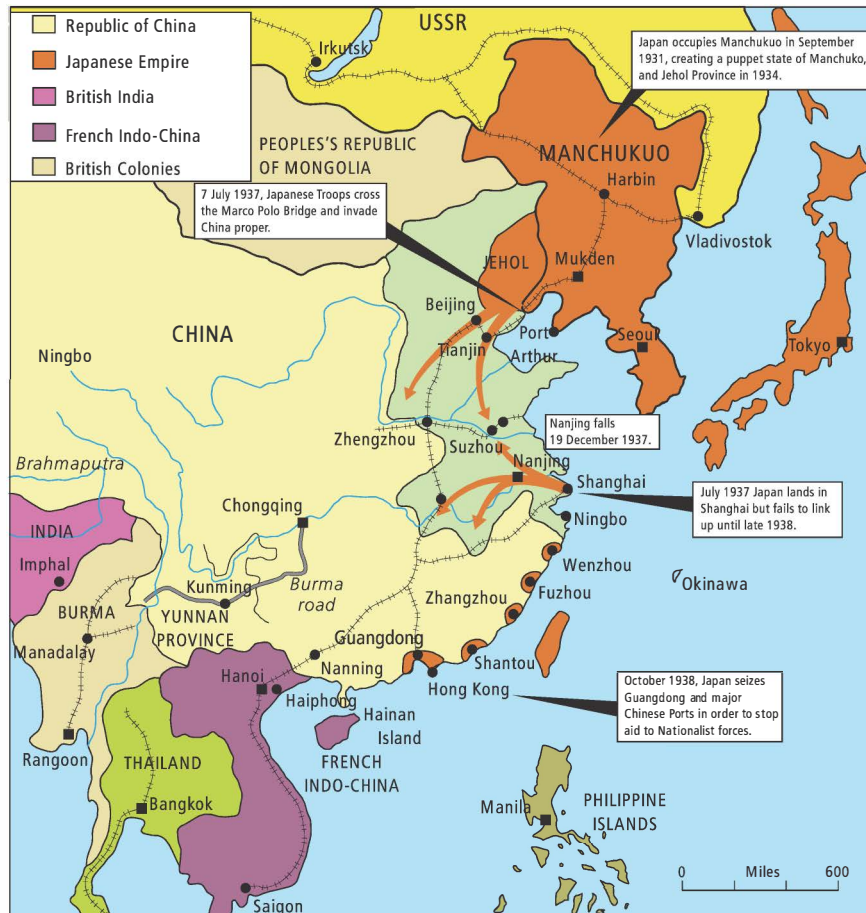 Republic of China
Japanese Empire
British India
French Indo-China
British Colonies
USSR
Irkutsk
Japan occupies Manchukuo in September
1931, creating a puppet state of Manchuko,
and Jehol Province in 1934.
PEOPLES'S REPUBLIC
OF MONGOLIA
MANCHUKUO
Harbin
7 July 1937, Japanese Troops cross
the Marco Polo Bridge and invade
China proper.
Vladivostok
JEHOL
Mukden
Beijing
CHINA
Port
Arthur
Seoul
Tokyo
Tianjin
Ningbo
Nanjing falls
19 December 1937.
Zhengzhou
Suzhou
Brahmaputra
Nanjing
Shanghai
July 1937 Japan lands in
Shanghai but fails to link
up until late 1938.
Chongqing
Ningbo
INDIA
Imphal
Wenzhou
Okinawa
Kunming
Burma
road
Fuzhou
BURMA
YUNNAN
PROVINCE
Zhangzhou
Manadalay
Guangdong
Shantou
Nanning
Hanoi
Hong Kong
October 1938, Japan seizes
Guangdong and major
Chinese Ports in order to stop
aid to Nationalist forces.
Haiphong
Hainan
Island
Rangoon
THAILAND
FRENCH
INDO-CHINA
Bangkok
Manila
PHILIPPINE
ISLANDS
0 Miles 600
Saigon